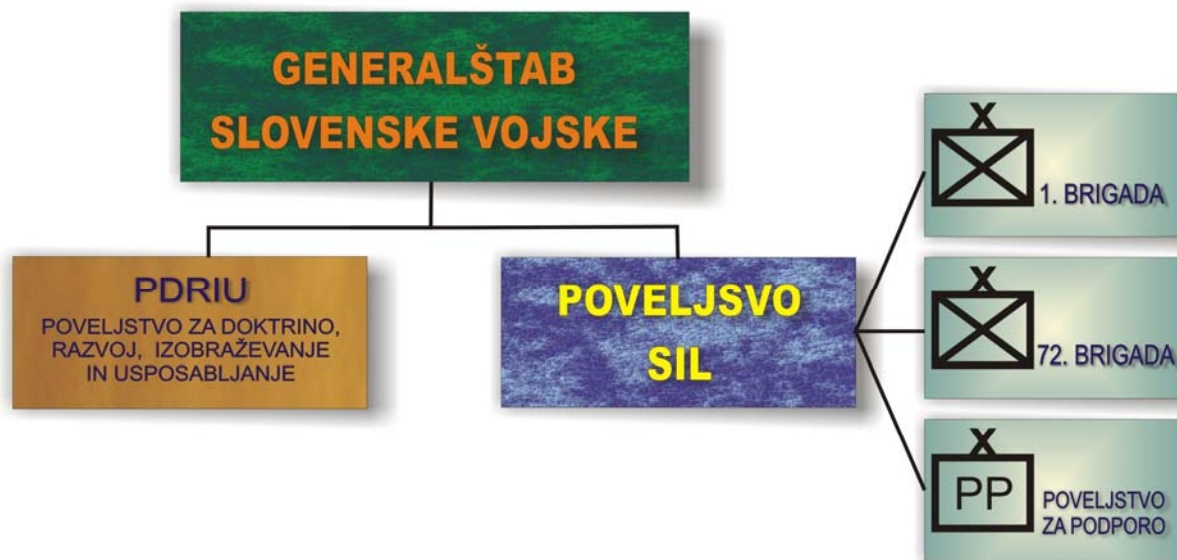 GENERALŠTAB
SLOVENSKE VOJSKE
PDRIU
POVELJSTVO ZA DOKTRINO,
RAZVOJ, IZOBRAŽEVANJE
IN USPOSABLJANJE
POVELJSVO
SIL
X
1. BRIGADA
X
72. BRIGADA
X
PP
POVELJSTVO
ZA PODPORO